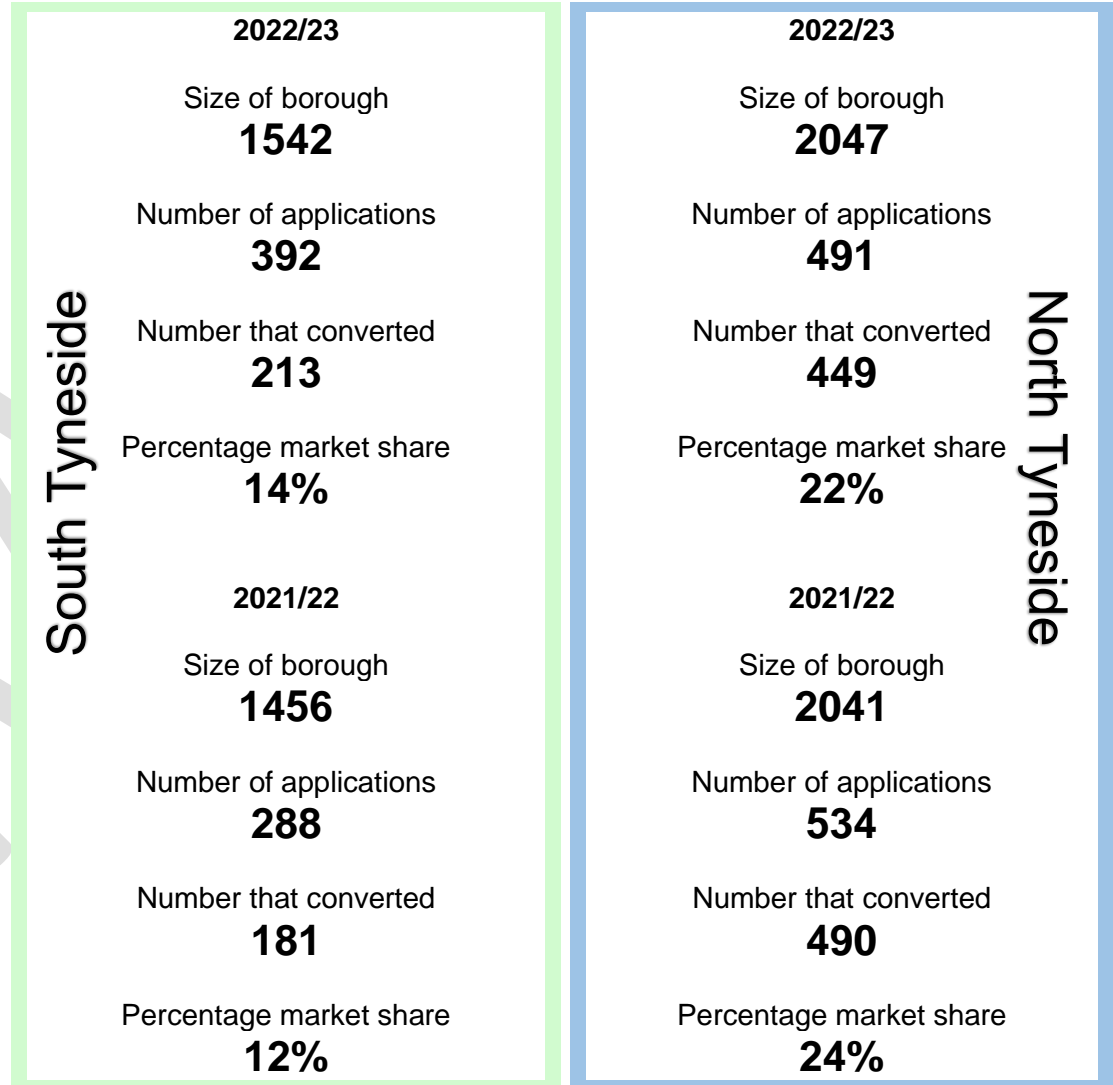 South Tyneside
2022/23
Size of borough
1542
Number of applications
392
Number that converted
213
Percentage market share
14%
2021/22
Size of borough
1456
Number of applications
288
Number that converted
181
Percentage market share
12%
North Tyneside
2022/23
Size of borough
2047
Number of applications
491
Number that converted
449
Percentage market share
22%
2021/22
Size of borough
2041
Number of applications
534
Number that converted
490
Percentage market share
24%